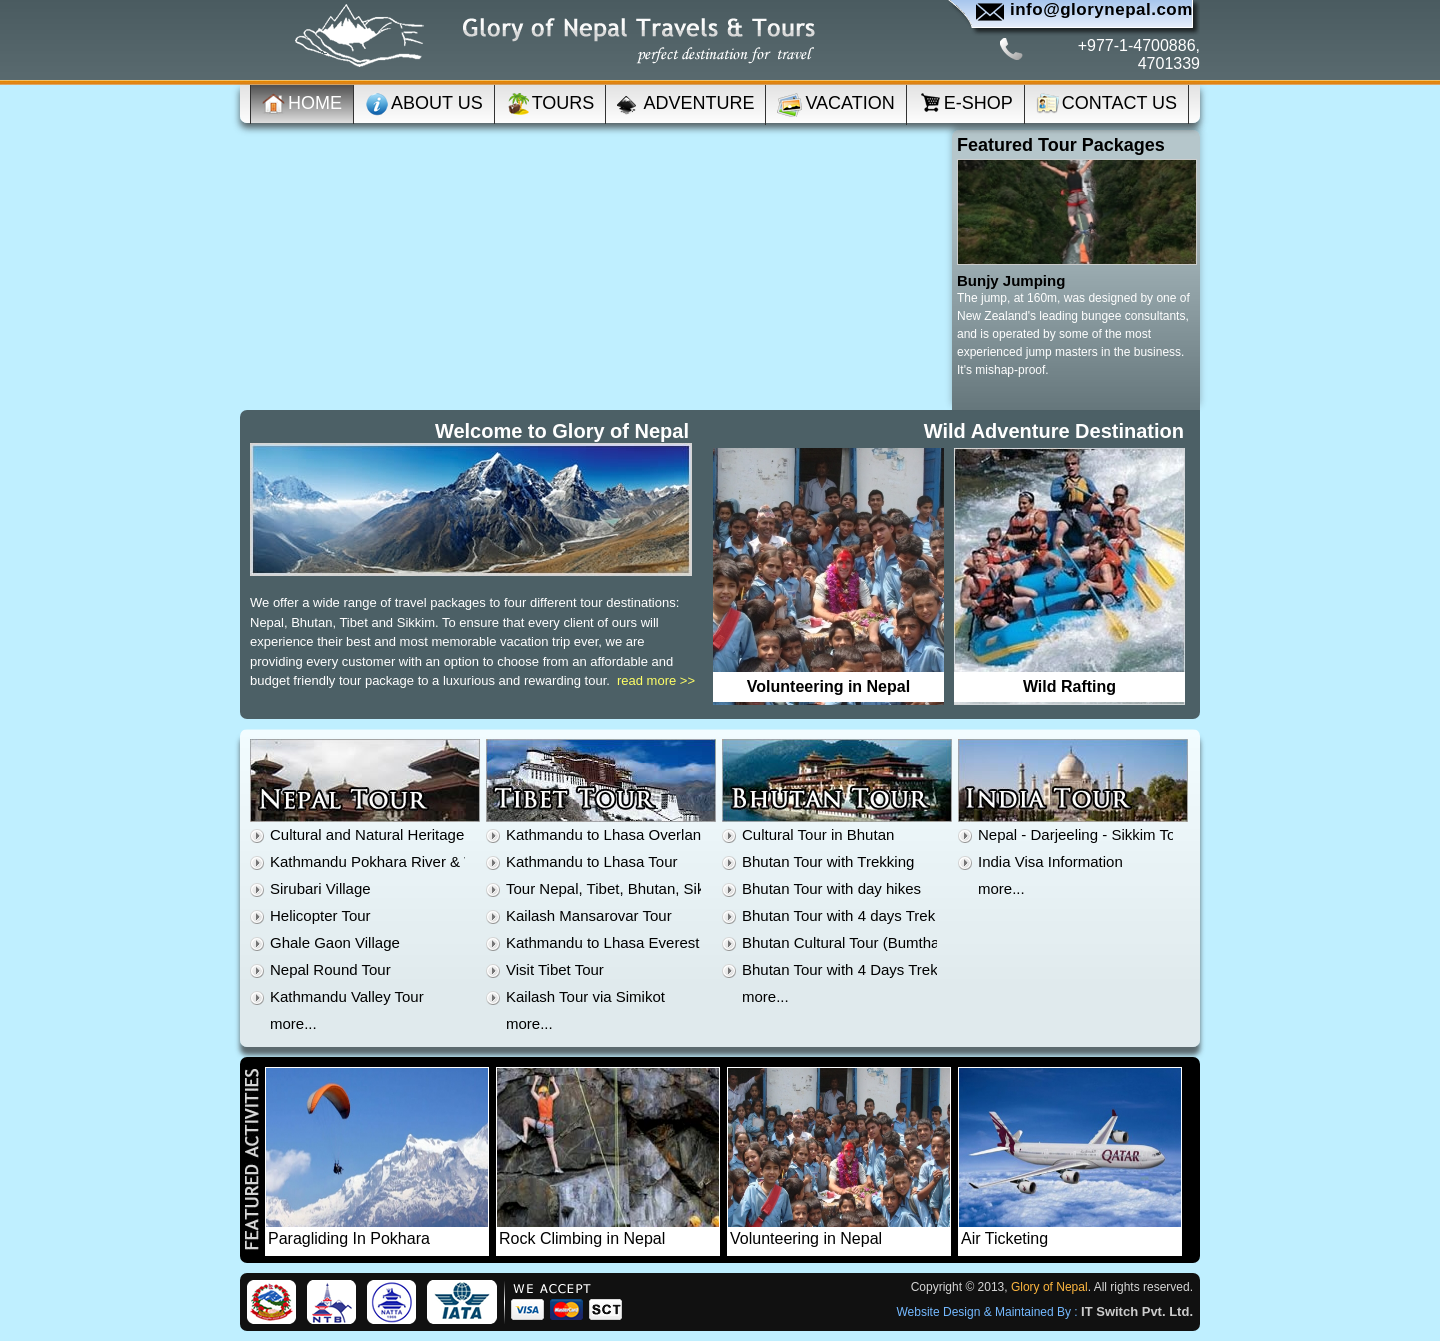 Glory of Nepal Travels & Tours
perfect destination for travel
info@glorynepal.com
+977-1-4700886,
4701339
HOME
ABOUT US
TOURS
ADVENTURE
VACATION
E-SHOP
CONTACT US
Featured Tour Packages
Bunjy Jumping
The jump, at 160m, was designed by one of
New Zealand's leading bungee consultants,
and is operated by some of the most
experienced jump masters in the business.
It's mishap-proof.
Welcome to Glory of Nepal
We offer a wide range of travel packages to four different tour destinations:
Nepal, Bhutan, Tibet and Sikkim. To ensure that every client of ours will
experience their best and most memorable vacation trip ever, we are
providing every customer with an option to choose from an affordable and
budget friendly tour package to a luxurious and rewarding tour. read more >>
Wild Adventure Destination
Volunteering in Nepal
Wild Rafting
Nepal Tour
Cultural and Natural Heritage
Kathmandu Pokhara River &
Sirubari Village
Helicopter Tour
Ghale Gaon Village
Nepal Round Tour
Kathmandu Valley Tour
more...
Tibet Tour
Kathmandu to Lhasa Overlan
Kathmandu to Lhasa Tour
Tour Nepal, Tibet, Bhutan, Sik
Kailash Mansarovar Tour
Kathmandu to Lhasa Everest
Visit Tibet Tour
Kailash Tour via Simikot
more...
Bhutan Tour
Cultural Tour in Bhutan
Bhutan Tour with Trekking
Bhutan Tour with day hikes
Bhutan Tour with 4 days Trek
Bhutan Cultural Tour (Bumtha
Bhutan Tour with 4 Days Trek
more...
India Tour
Nepal - Darjeeling - Sikkim To
India Visa Information
more...
FEATURED ACTIVITIES
Paragliding In Pokhara
Rock Climbing in Nepal
Volunteering in Nepal
QATAR
Air Ticketing
NTB
NATTA
IATA
WE ACCEPT
VISA
MasterCard
SCT
Copyright © 2013, Glory of Nepal. All rights reserved.
Website Design & Maintained By : IT Switch Pvt. Ltd.